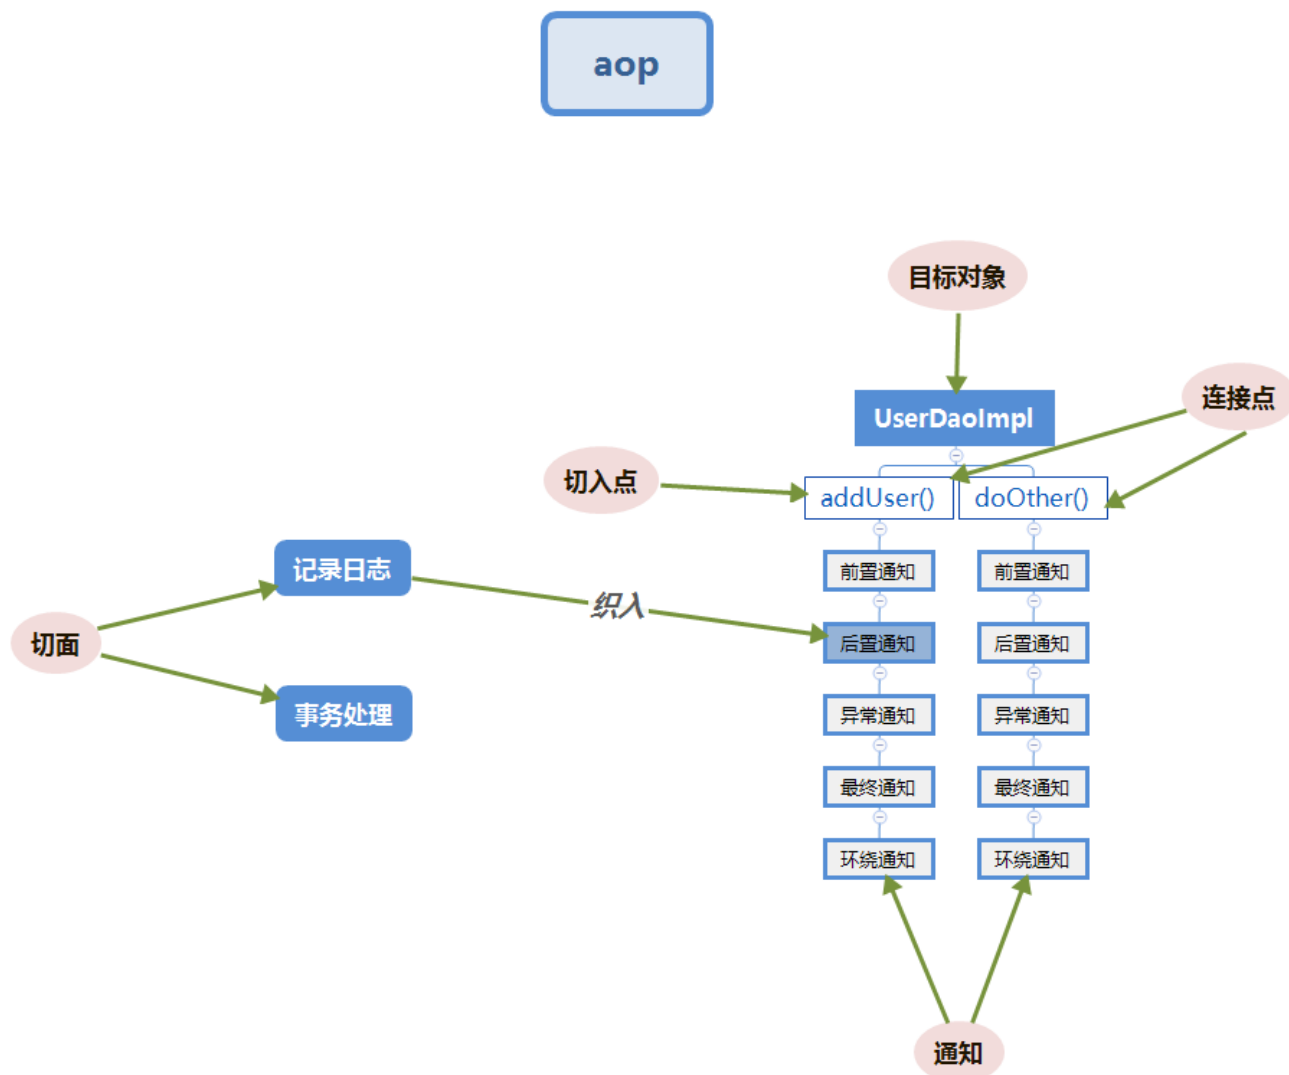 aop
目标对象
连接点
UserDaoImpl
切入点
addUser()
doOther()
记录日志
前置通知
前置通知
织入
切面
后置通知
后置通知
事务处理
异常通知
异常通知
最终通知
最终通知
环绕通知
环绕通知
通知